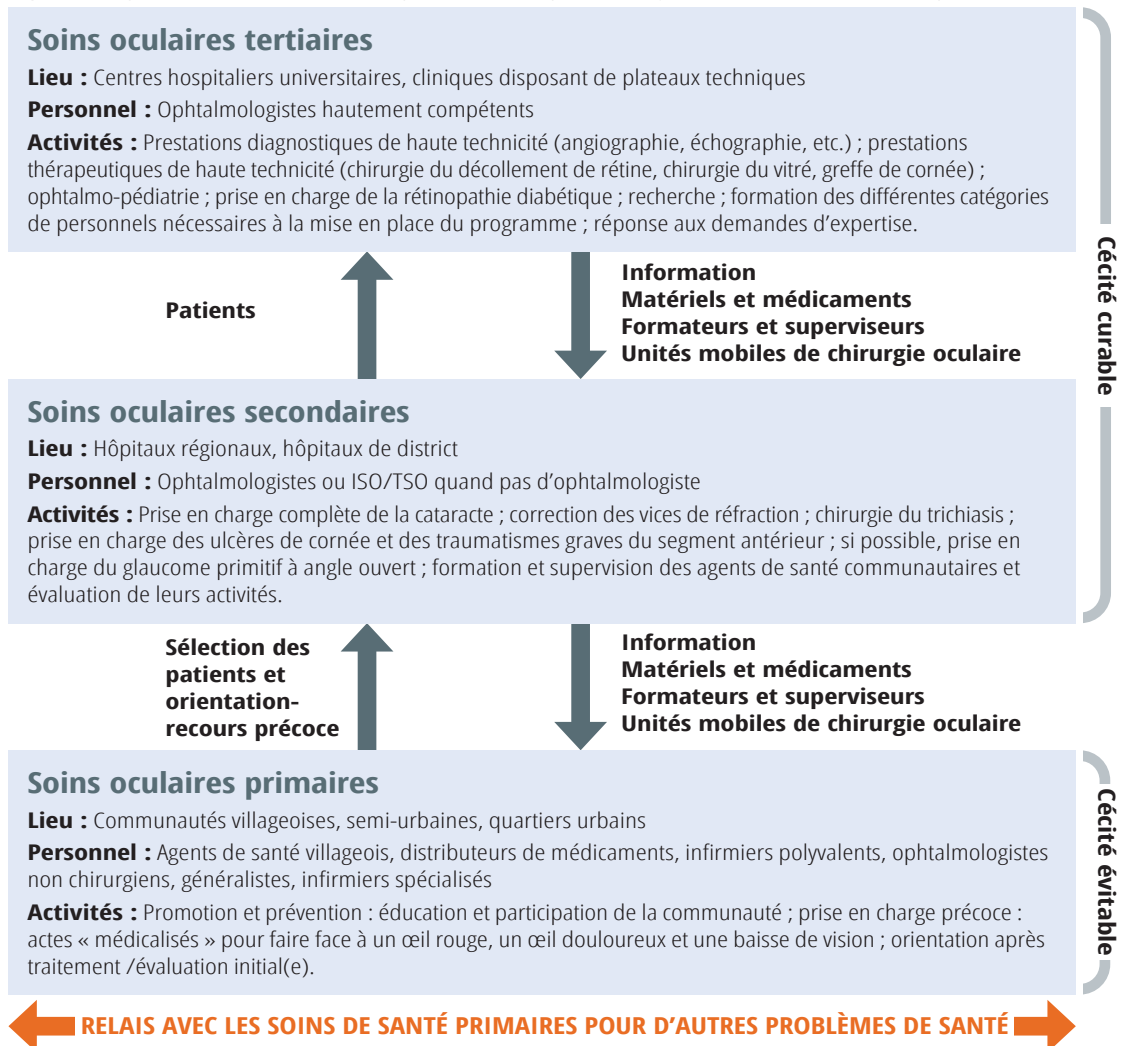 Soins oculaires tertiaires
Lieu : Centres hospitaliers universitaires, cliniques disposant de plateaux techniques
Personnel : Ophtalmologistes hautement compétents
Activités : Prestations diagnostiques de haute technicité (angiographie, échographie, etc.) ; prestations
thérapeutiques de haute technicité (chirurgie du décollement de rétine, chirurgie du vitré, greffe de cornée) ;
ophtalmo-pédiatrie ; prise en charge de la rétinopathie diabétique ; recherche ; formation des différentes catégories
de personnels nécessaires à la mise en place du programme ; réponse aux demandes d’expertise.
Patients
Information
Matériels et médicaments
Formateurs et superviseurs
Unités mobiles de chirurgie oculaire
Cécité curable
Soins oculaires secondaires
Lieu : Hôpitaux régionaux, hôpitaux de district
Personnel : Ophtalmologistes ou ISO/TSO quand pas d’ophtalmologiste
Activités : Prise en charge complète de la cataracte ; correction des vices de réfraction ; chirurgie du trichiasis ;
prise en charge des ulcères de cornée et des traumatismes graves du segment antérieur ; si possible, prise en
charge du glaucome primitif à angle ouvert ; formation et supervision des agents de santé communautaires et
évaluation de leurs activités.
Sélection des
patients et
orientation-
recours précoce
Information
Matériels et médicaments
Formateurs et superviseurs
Unités mobiles de chirurgie oculaire
Soins oculaires primaires
Lieu : Communautés villageoises, semi-urbaines, quartiers urbains
Personnel : Agents de santé villageois, distributeurs de médicaments, infirmiers polyvalents, ophtalmologistes
non chirurgiens, généralistes, infirmiers spécialisés
Activités : Promotion et prévention : éducation et participation de la communauté ; prise en charge précoce :
actes « médicalisés » pour faire face à un œil rouge, un œil douloureux et une baisse de vision ; orientation après
traitement /évaluation initial(e).
Cécité évitable
RELAIS AVEC LES SOINS DE SANTÉ PRIMAIRES POUR D’AUTRES PROBLÈMES DE SANTÉ